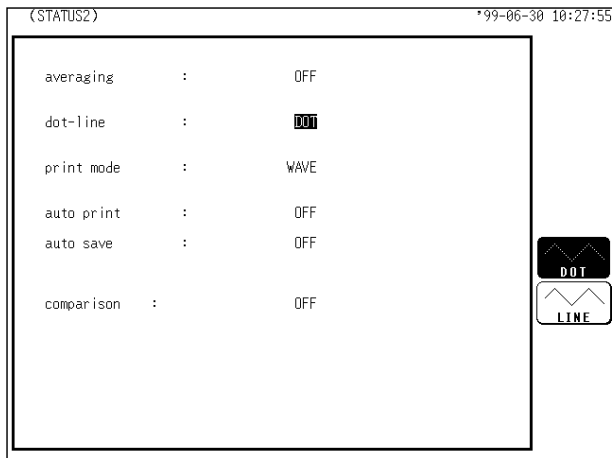 (STATUS2) '99-06-30 10:27:55
averaging : OFF
dot-line : DOT
print mode : WAVE
auto print : OFF
auto save : OFF
comparison : OFF
DOT
LINE